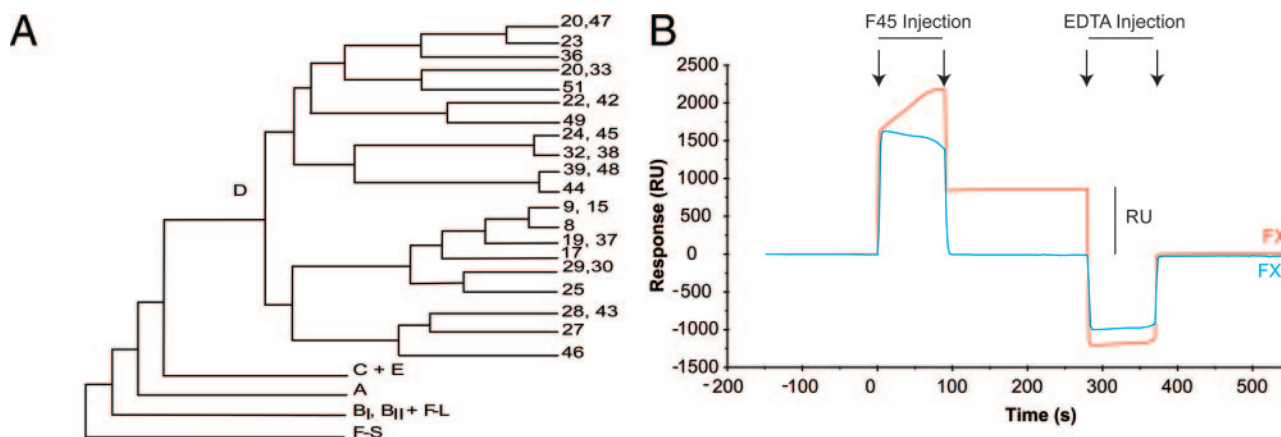 A
20,47
23
36
20,33
51
22, 42
49
24, 45
32, 38
39, 48
44
D
9, 15
8
19, 37
17
29,30
25
28, 43
27
46
C + E
A
BI, BII + F-L
F-S
B
F45 Injection
EDTA Injection
2500
2000
1500
1000
500
0
-500
-1000
-1500
Response (RU)
RU
FX
FX
-200
-100
0
100
200
300
400
500
Time (s)